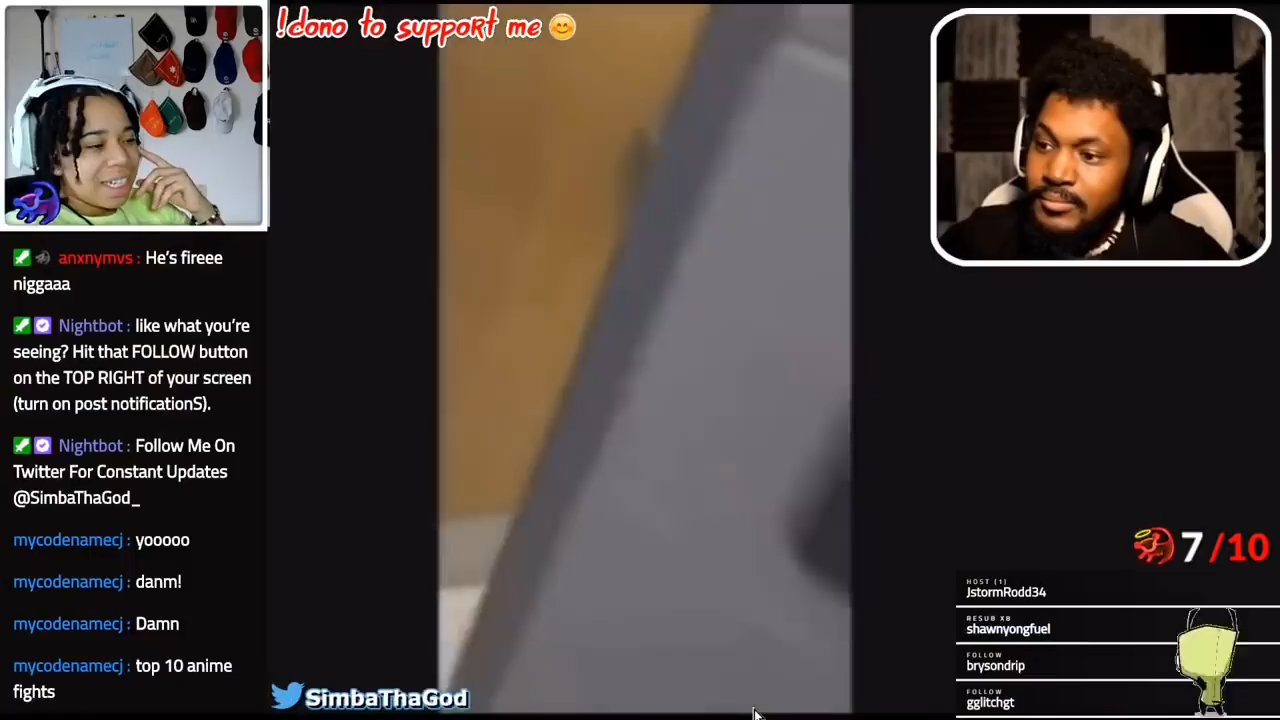 !dono to support me 😊
anxnymvs : He's fireee
niggaaa
Nightbot : like what you're
seeing? Hit that FOLLOW button
on the TOP RIGHT of your screen
(turn on post notificationS).
Nightbot : Follow Me On
Twitter For Constant Updates
@SimbaThaGod_
mycodenamecj : yooooo
mycodenamecj : danm!
mycodenamecj : Damn
mycodenamecj : top 10 anime
fights
SimbaThaGod
7 /10
HOST (1)
JstormRodd34
RESUB X8
shawnyongfuel
FOLLOW
brysondrip
FOLLOW
gglitchgt